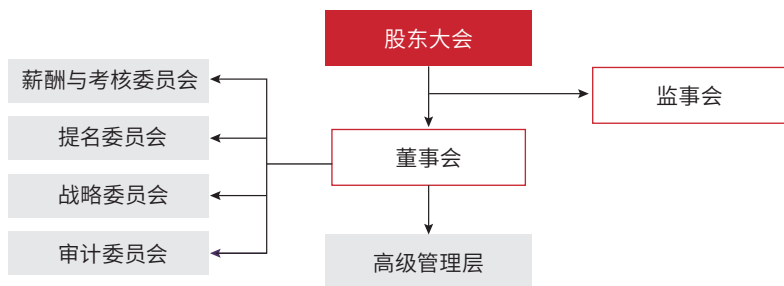 股东大会
薪酬与考核委员会
监事会
提名委员会
董事会
战略委员会
审计委员会
高级管理层